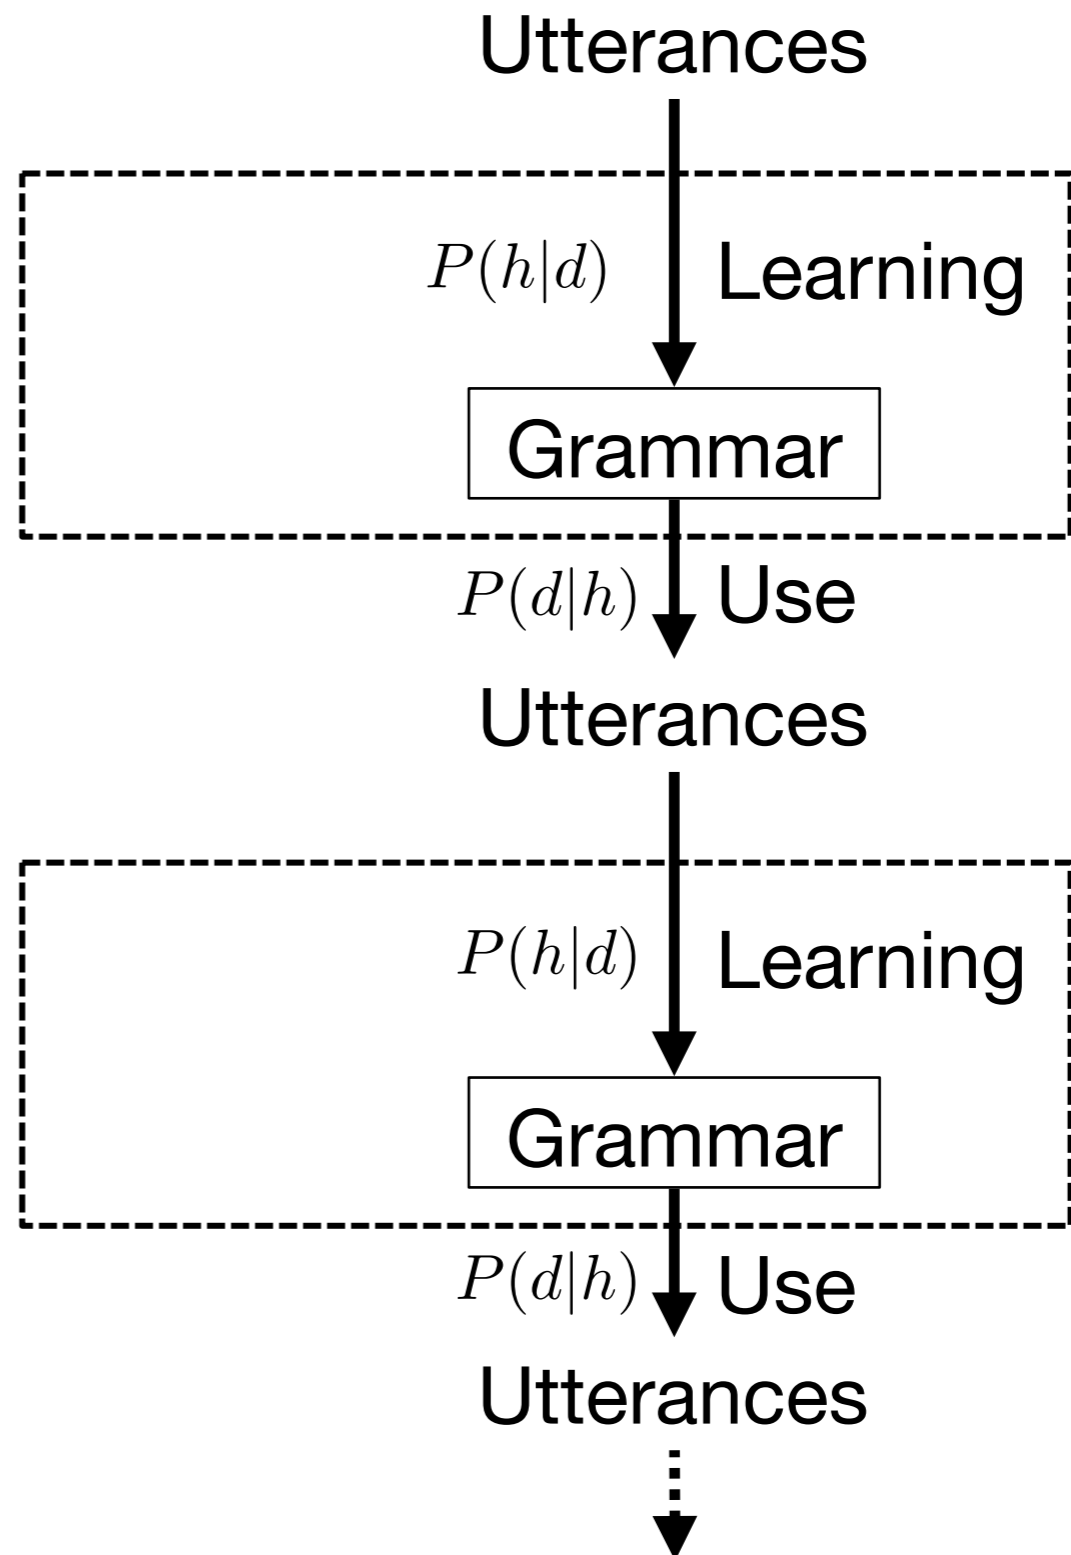 Utterances
P(h|d) Learning
Grammar
P(d|h) Use
Utterances
P(h|d) Learning
Grammar
P(d|h) Use
Utterances